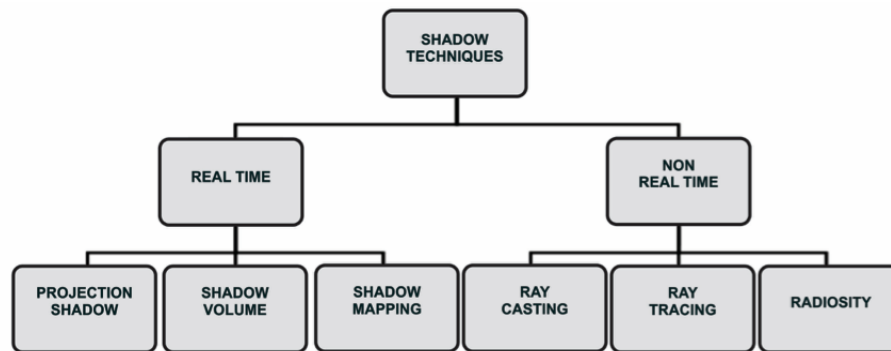 SHADOW
TECHNIQUES
REAL TIME
NON
REAL TIME
PROJECTION
SHADOW
SHADOW
VOLUME
SHADOW
MAPPING
RAY
CASTING
RAY
TRACING
RADIOSITY